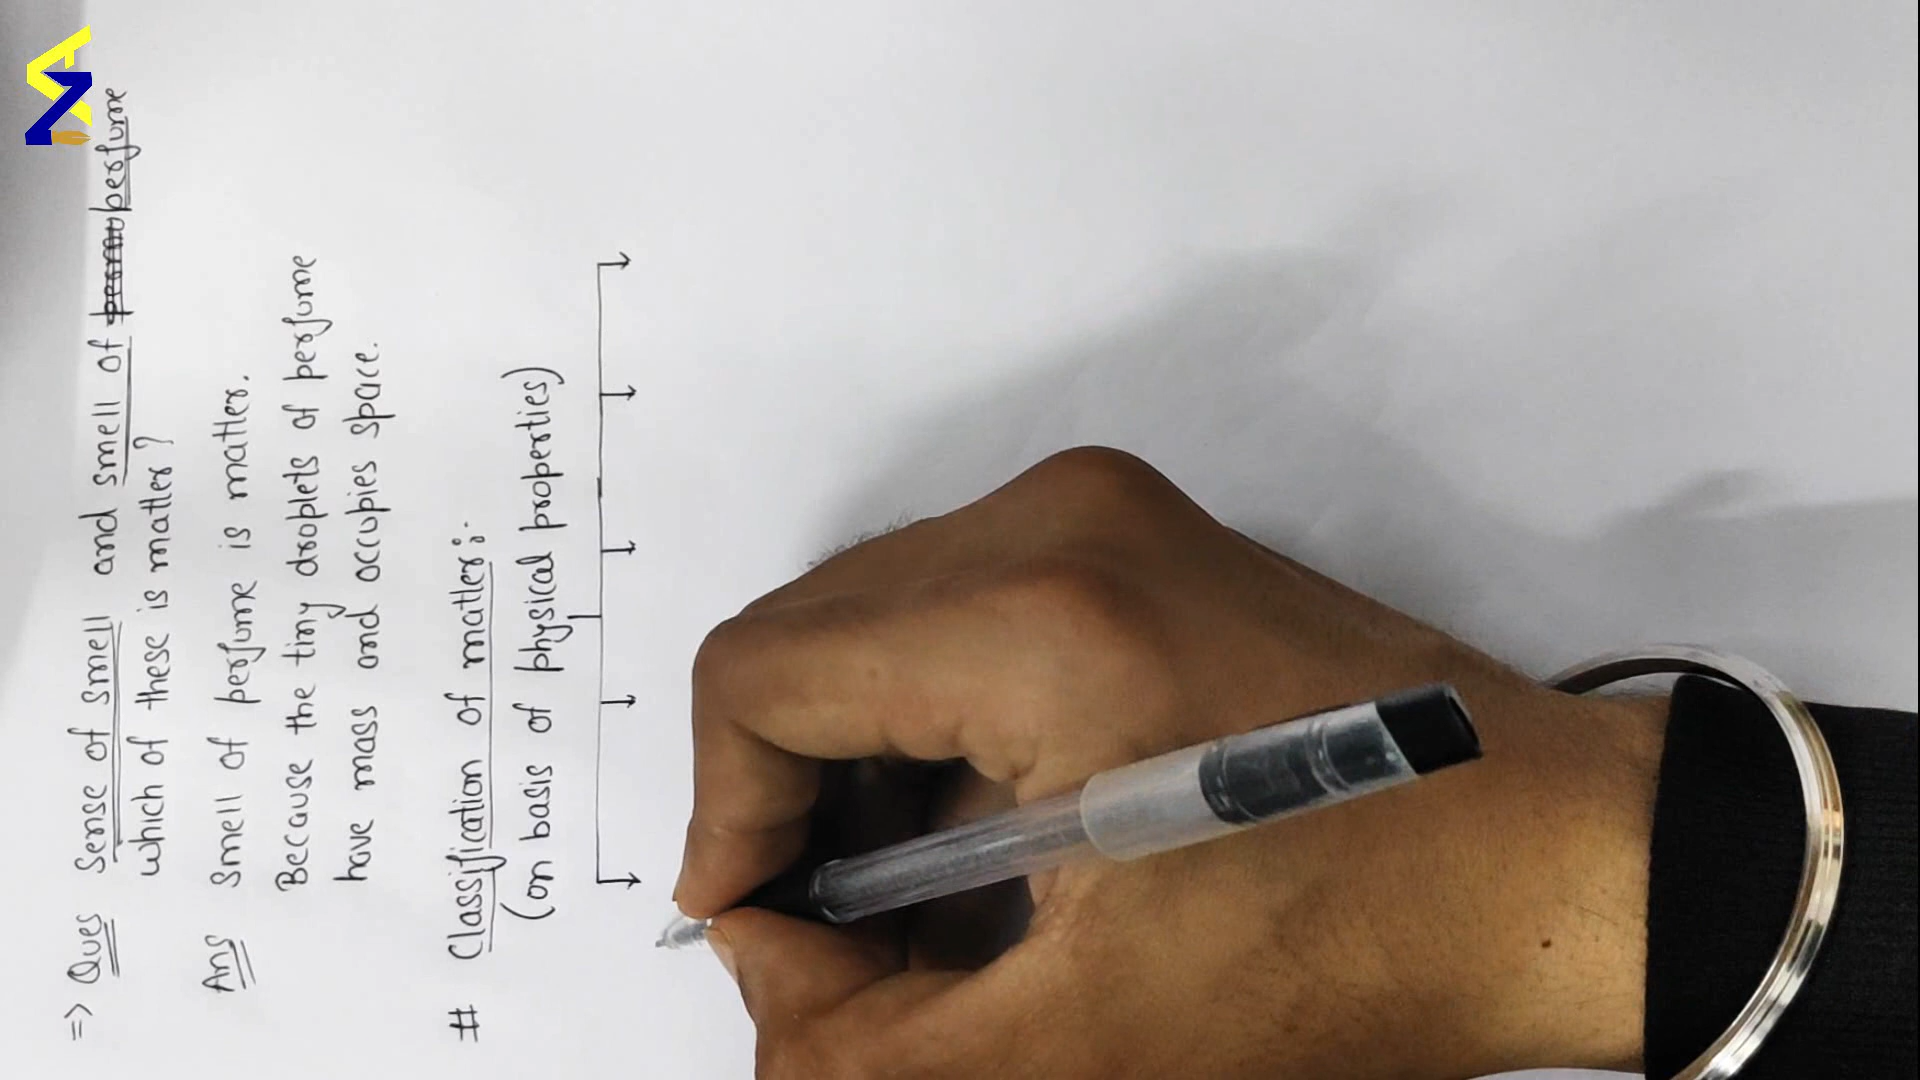 => Ques Sense of smell and smell of perfume
which of these is matter?
Ans Smell of perfume is matter.
Because the tiny droplets of perfume
have mass and occupies space.
# Classification of matter:
(on basis of physical properties)